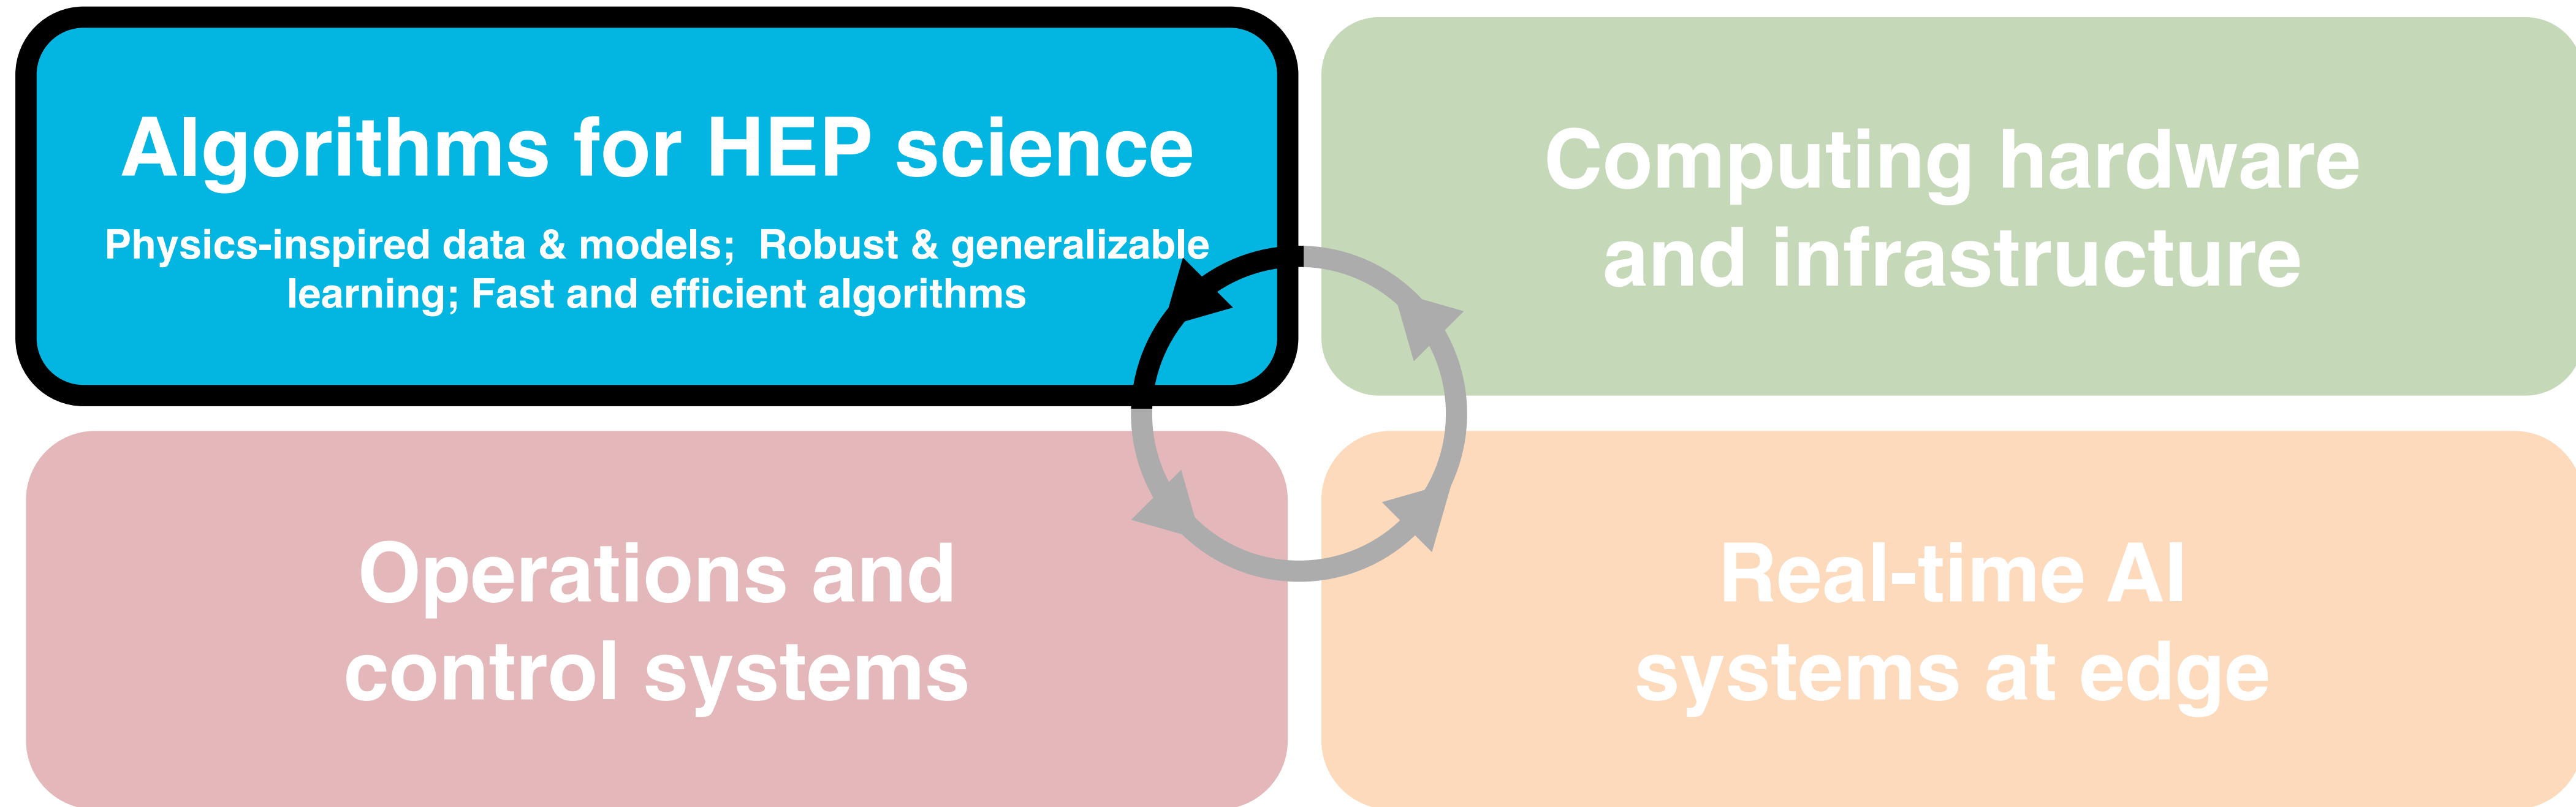 Algorithms for HEP science
Physics-inspired data & models;  Robust & generalizable
learning; Fast and efficient algorithms
Computing hardware
and infrastructure
Operations and
control systems
Real-time AI
systems at edge